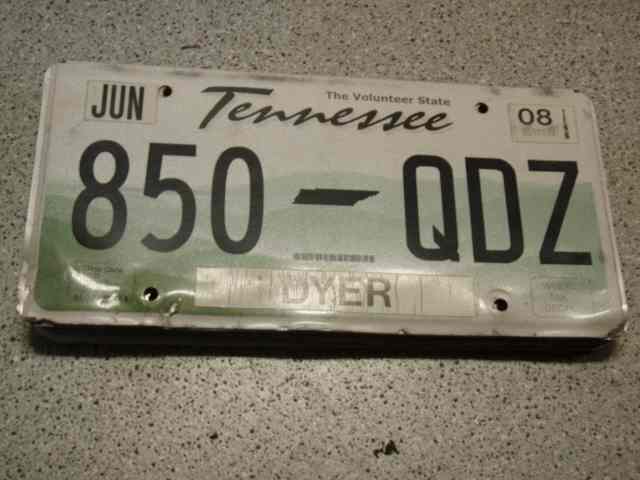 The Volunteer State
JUN Tennessee 08
850 QDZ
DYER